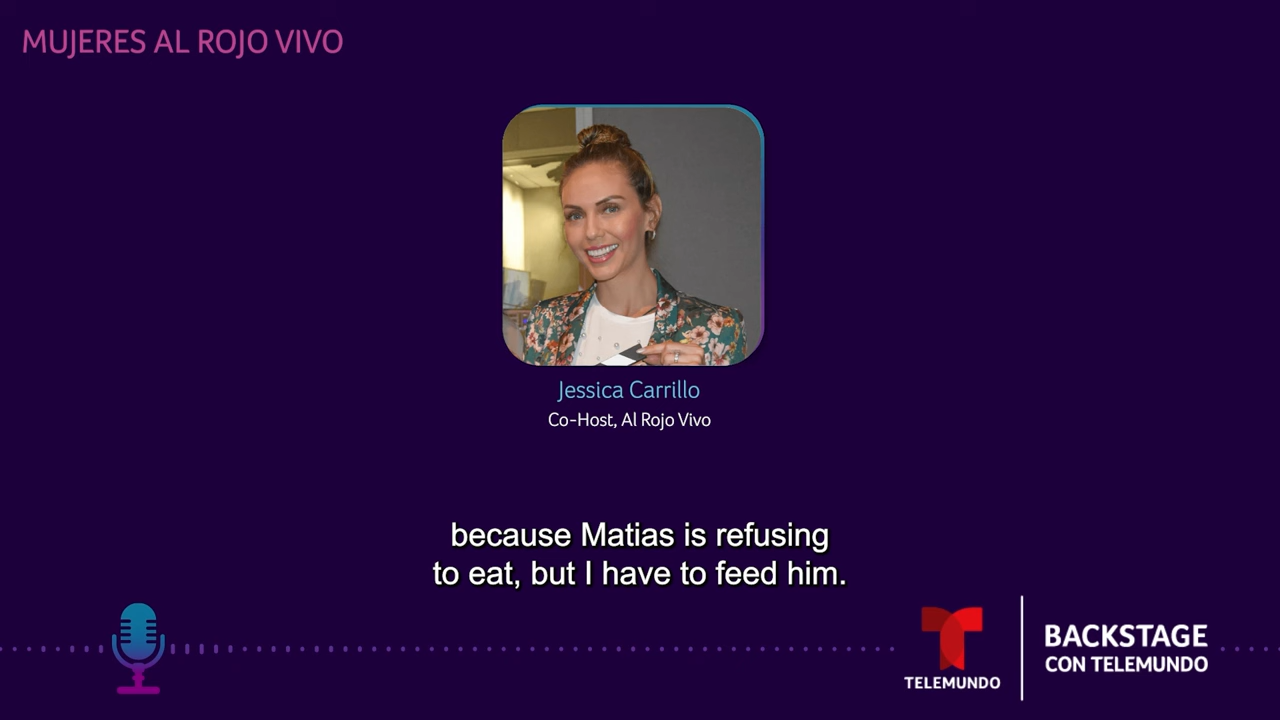 MUJERES AL ROJO VIVO
Jessica Carrillo
Co-Host, Al Rojo Vivo
because Matias is refusing
to eat, but I have to feed him.
TELEMUNDO
BACKSTAGE
CON TELEMUNDO